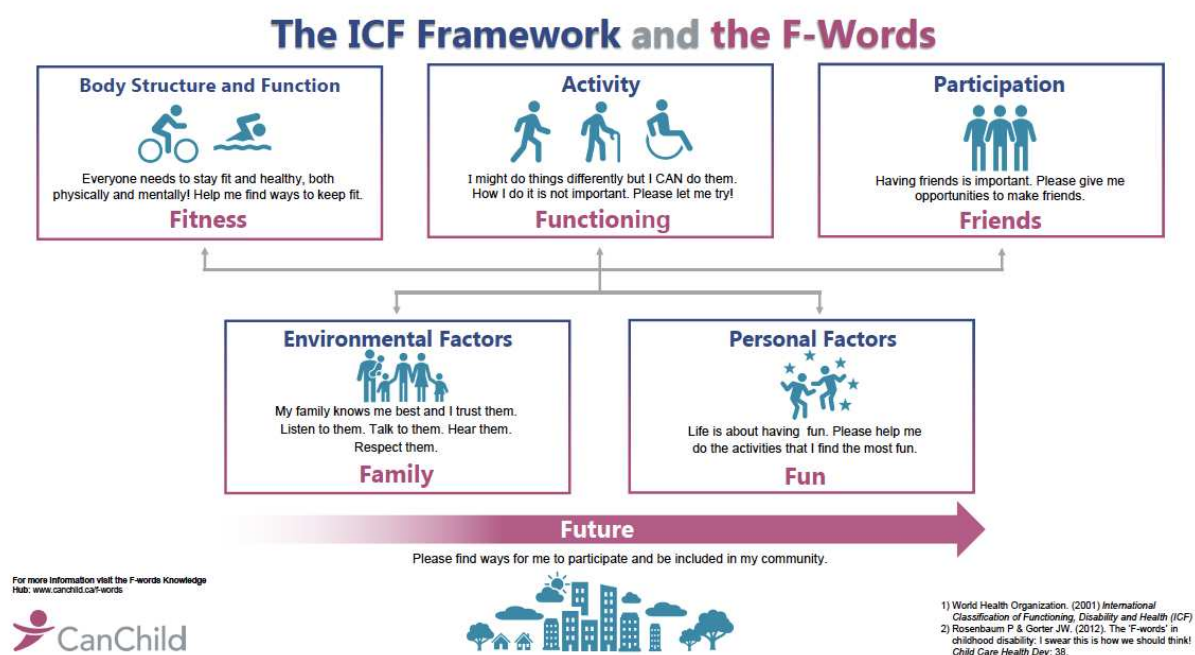 The ICF Framework and the F-Words
Body Structure and Function
Everyone needs to stay fit and healthy, both
physically and mentally! Help me find ways to keep fit.
Fitness
Activity
I might do things differently but I CAN do them.
How I do it is not important. Please let me try!
Functioning
Participation
Having friends is important. Please give me
opportunities to make friends.
Friends
Environmental Factors
My family knows me best and I trust them.
Listen to them. Talk to them. Hear them.
Respect them.
Family
Personal Factors
Life is about having fun. Please help me
do the activities that I find the most fun.
Fun
Future
Please find ways for me to participate and be included in my community.
For more information visit the F-words Knowledge
Hub: www.canchild.ca/f-words
CanChild
1) World Health Organization. (2001) International
Classification of Functioning, Disability and Health (ICF)
2) Rosenbaum P & Gorter JW. (2012). The 'F-words' in
childhood disability: I swear this is how we should think!
Child Care Health Dev; 38.